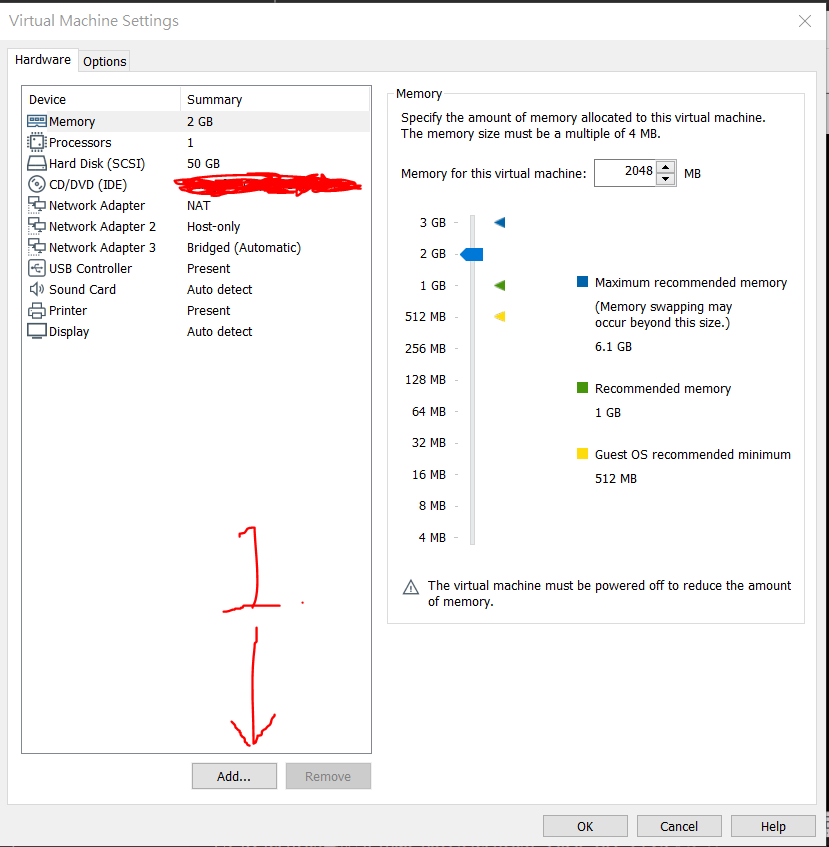 Virtual Machine Settings
Hardware
Options
Device Summary
Memory 2 GB
Processors 1
Hard Disk (SCSI) 50 GB
CD/DVD (IDE)
Network Adapter NAT
Network Adapter 2 Host-only
Network Adapter 3 Bridged (Automatic)
USB Controller Present
Sound Card Auto detect
Printer Present
Display Auto detect
1
Add...
Remove
Memory
Specify the amount of memory allocated to this virtual machine.
The memory size must be a multiple of 4 MB.
Memory for this virtual machine: 2048 MB
3 GB
2 GB
1 GB
512 MB
256 MB
128 MB
64 MB
32 MB
16 MB
8 MB
4 MB
Maximum recommended memory
(Memory swapping may
occur beyond this size.)
6.1 GB
Recommended memory
1 GB
Guest OS recommended minimum
512 MB
The virtual machine must be powered off to reduce the amount
of memory.
OK
Cancel
Help